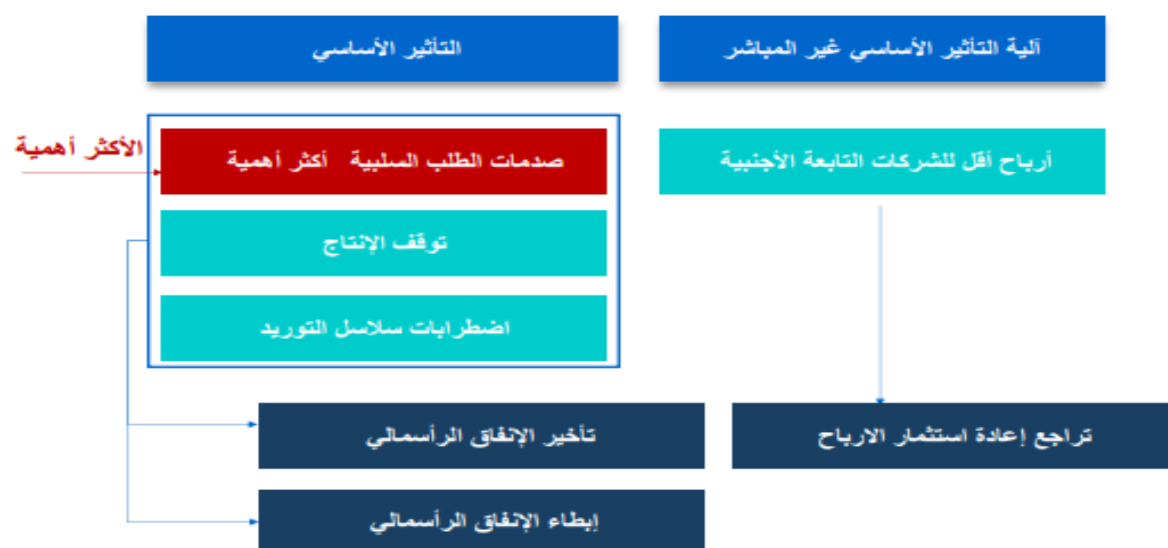 آلية التأثير الأساسي غير المباشر
التأثير الأساسي
أرباح أقل للشركات التابعة الأجنبية
تراجع إعادة استثمار الارباح
الأكثر أهمية
صدمات الطلب السلبية أكثر أهمية
توقف الإنتاج
اضطرابات سلاسل التوريد
تأخير الإنفاق الرأسمالي
إبطاء الإنفاق الرأسمالي